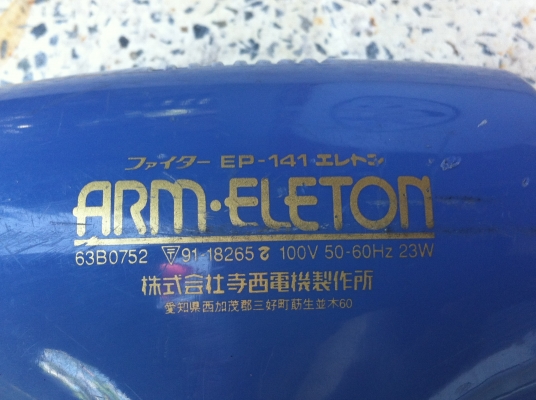 ファイター EP-141 エレトン
ARM·ELETON
63B0752 〒91-18265 100V 50-60Hz 23W
株式会社寺西電機製作所
愛知県西加茂郡三好町莇生並木60